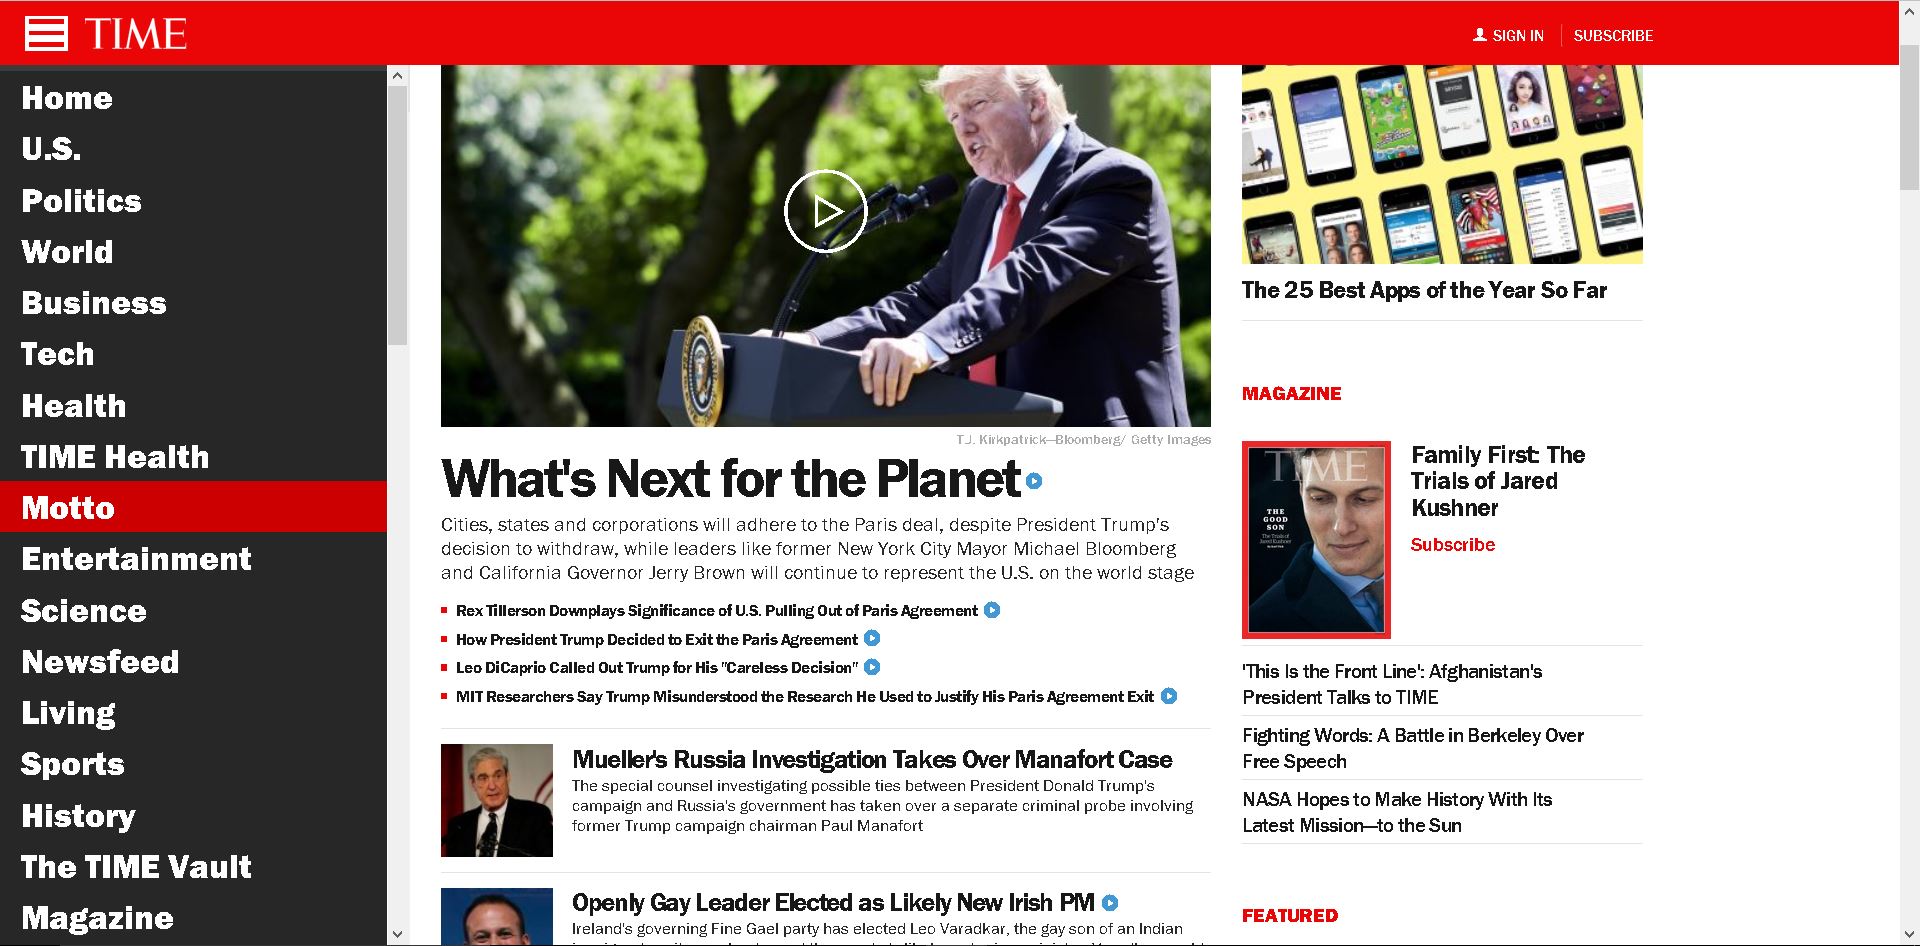 TIME
SIGN IN
SUBSCRIBE
Home
U.S.
Politics
World
Business
Tech
Health
TIME Health
Motto
Entertainment
Science
Newsfeed
Living
Sports
History
The TIME Vault
Magazine
T.J. Kirkpatrick—Bloomberg/ Getty Images
What's Next for the Planet
Cities, states and corporations will adhere to the Paris deal, despite President Trump's
decision to withdraw, while leaders like former New York City Mayor Michael Bloomberg
and California Governor Jerry Brown will continue to represent the U.S. on the world stage
Rex Tillerson Downplays Significance of U.S. Pulling Out of Paris Agreement
How President Trump Decided to Exit the Paris Agreement
Leo DiCaprio Called Out Trump for His "Careless Decision"
MIT Researchers Say Trump Misunderstood the Research He Used to Justify His Paris Agreement Exit
Mueller's Russia Investigation Takes Over Manafort Case
The special counsel investigating possible ties between President Donald Trump's
campaign and Russia's government has taken over a separate criminal probe involving
former Trump campaign chairman Paul Manafort
Openly Gay Leader Elected as Likely New Irish PM
Ireland's governing Fine Gael party has elected Leo Varadkar, the gay son of an Indian
The 25 Best Apps of the Year So Far
MAGAZINE
TIME
THE
GOOD
SON
The Trials of
Jared Kushner
Family First: The
Trials of Jared
Kushner
Subscribe
'This Is the Front Line': Afghanistan's
President Talks to TIME
Fighting Words: A Battle in Berkeley Over
Free Speech
NASA Hopes to Make History With Its
Latest Mission—to the Sun
FEATURED